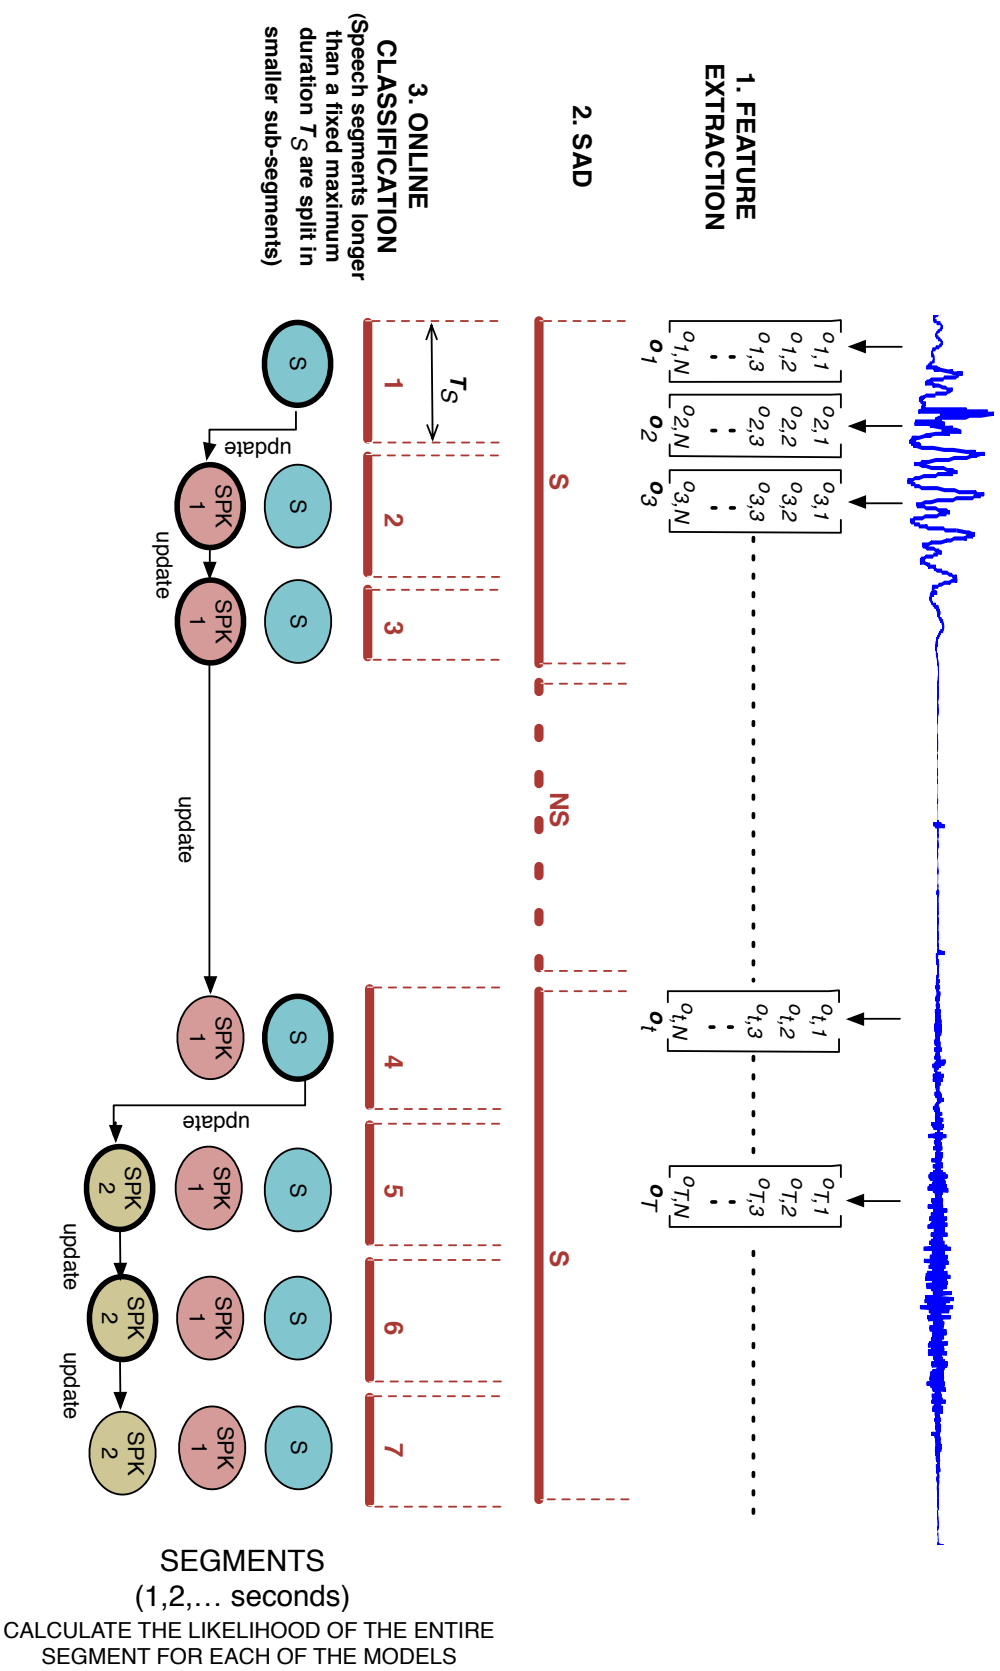 1. FEATURE
EXTRACTION
o1,1
o1,2
o1,3
..
o1,N
o1
o2,1
o2,2
o2,3
..
o2,N
o2
o3,1
o3,2
o3,3
..
o3,N
o3
ot,1
ot,2
ot,3
..
ot,N
ot
oT,1
oT,2
oT,3
..
oT,N
oT
2. SAD
S
NS
S
3. ONLINE
CLASSIFICATION
(Speech segments longer
than a fixed maximum
duration TS are split in
smaller sub-segments)
TS
1
2
3
4
5
6
7
S
S
S
S
S
S
S
update
SPK
1
update
SPK
1
update
SPK
1
SPK
1
SPK
1
SPK
1
update
SPK
2
update
SPK
2
update
SPK
2
SEGMENTS
(1,2,... seconds)
CALCULATE THE LIKELIHOOD OF THE ENTIRE
SEGMENT FOR EACH OF THE MODELS